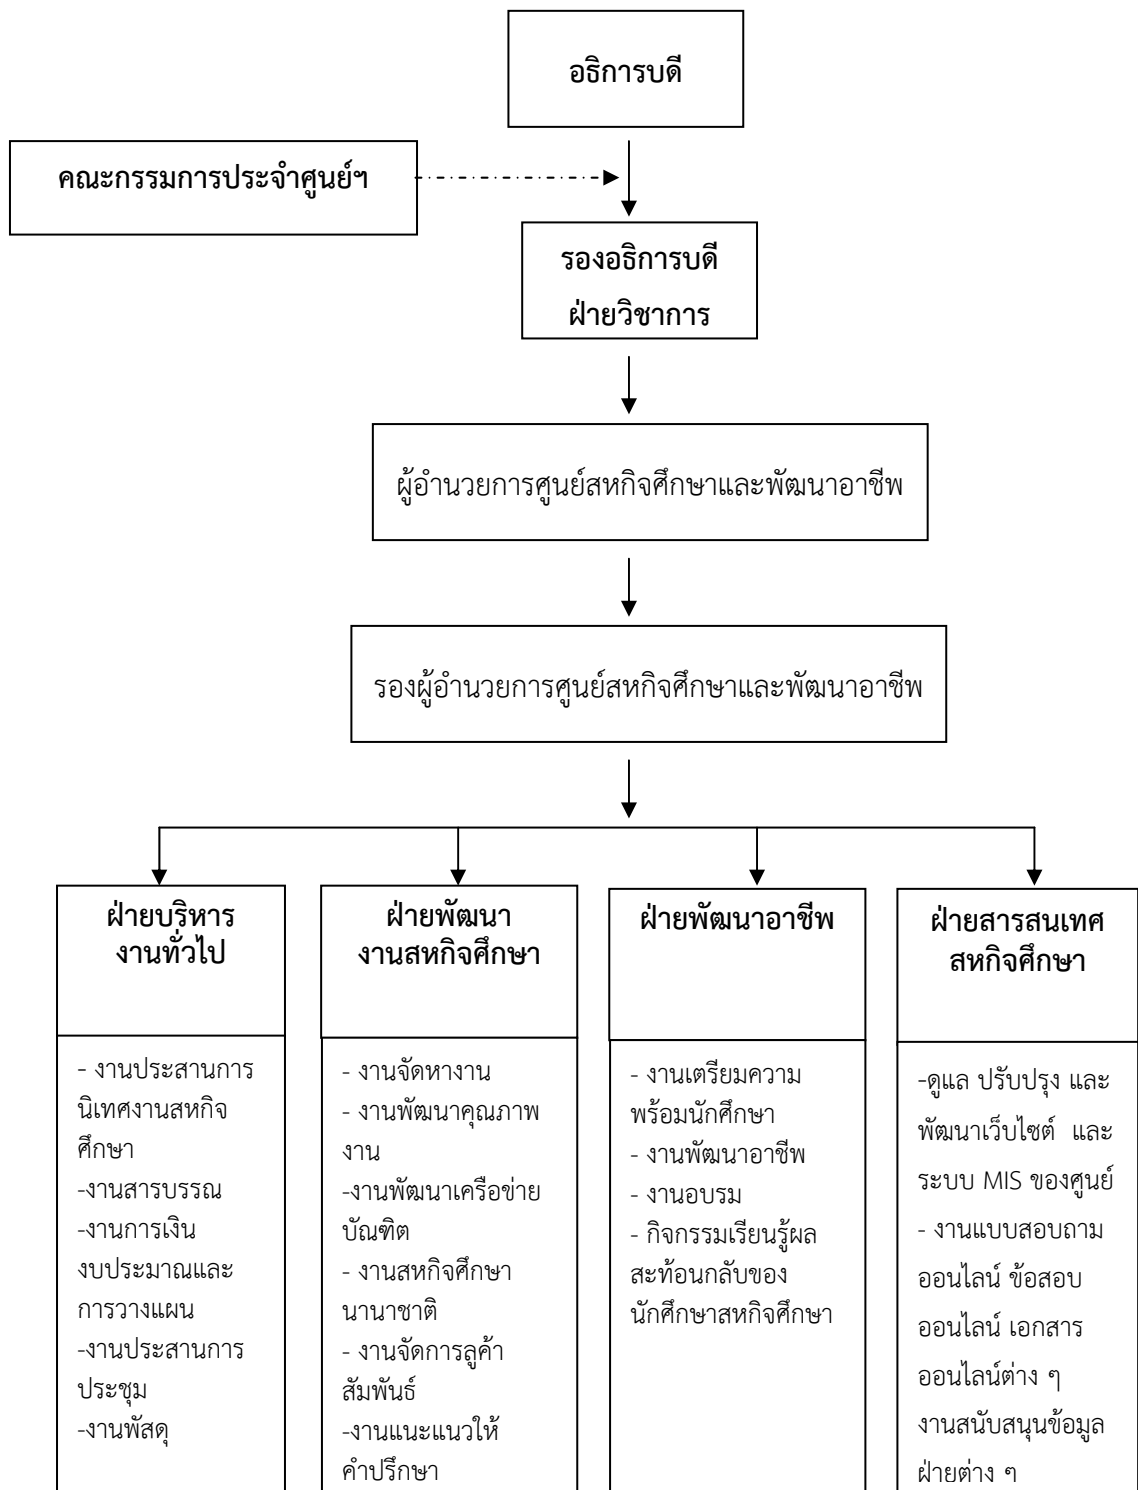 อธิการบดี
คณะกรรมการประจำศูนย์ฯ
รองอธิการบดี
ฝ่ายวิชาการ
ผู้อำนวยการศูนย์สหกิจศึกษาและพัฒนาอาชีพ
รองผู้อำนวยการศูนย์สหกิจศึกษาและพัฒนาอาชีพ
ฝ่ายบริหาร
งานทั่วไป
- งานประสานการ
นิเทศงานสหกิจ
ศึกษา
-งานสารบรรณ
-งานการเงิน
งบประมาณและ
การวางแผน
-งานประสานการ
ประชุม
-งานพัสดุ
ฝ่ายพัฒนา
งานสหกิจศึกษา
- งานจัดหางาน
- งานพัฒนาคุณภาพ
งาน
-งานพัฒนาเครือข่าย
บัณฑิต
- งานสหกิจศึกษา
นานาชาติ
- งานจัดการลูค้า
สัมพันธ์
-งานแนะแนวให้
คำปรึกษา
ฝ่ายพัฒนาอาชีพ
- งานเตรียมความ
พร้อมนักศึกษา
- งานพัฒนาอาชีพ
- งานอบรม
- กิจกรรมเรียนรู้ผล
สะท้อนกลับของ
นักศึกษาสหกิจศึกษา
ฝ่ายสารสนเทศ
สหกิจศึกษา
-ดูแล ปรับปรุง และ
พัฒนาเว็บไซต์ และ
ระบบ MIS ของศูนย์
- งานแบบสอบถาม
ออนไลน์ ข้อสอบ
ออนไลน์ เอกสาร
ออนไลน์ต่าง ๆ
งานสนับสนุนข้อมูล
ฝ่ายต่าง ๆ